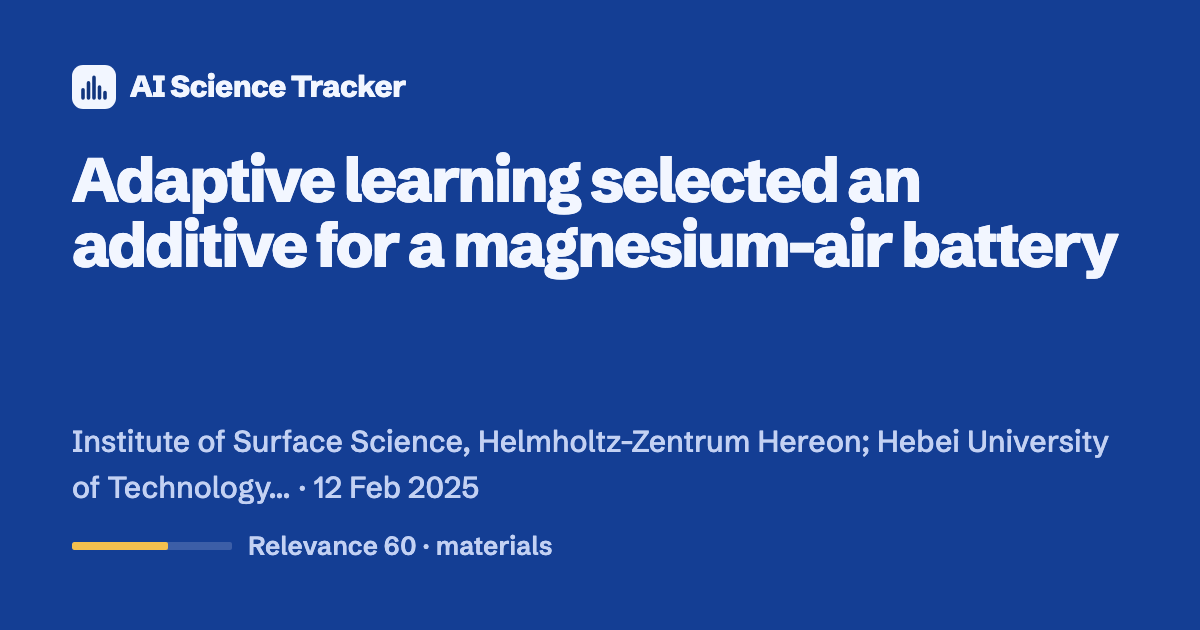 AI Science Tracker
Adaptive learning selected an
additive for a magnesium-air battery
Institute of Surface Science, Helmholtz-Zentrum Hereon; Hebei University
of Technology... · 12 Feb 2025
Relevance 60 · materials